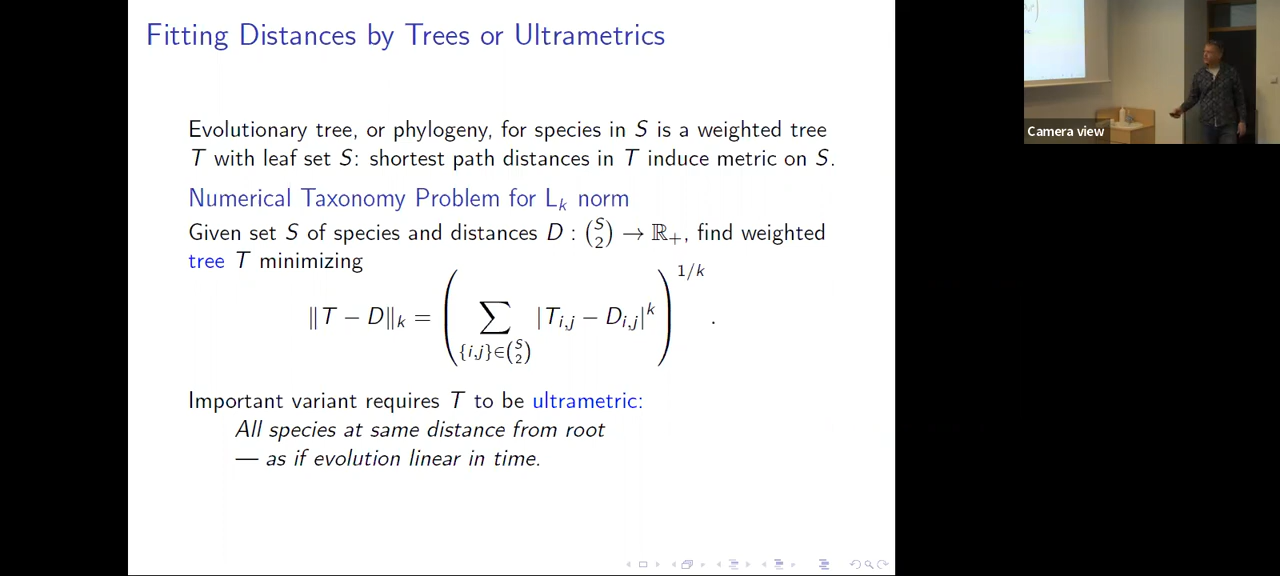 Fitting Distances by Trees or Ultrametrics
Evolutionary tree, or phylogeny, for species in S is a weighted tree
T with leaf set S: shortest path distances in T induce metric on S.
Numerical Taxonomy Problem for Lₖ norm
Given set S of species and distances D : (S 2) → ℝ₊, find weighted
tree T minimizing
‖T − D‖ₖ = ( ∑_{{i,j}∈(S 2)} |T_{i,j} − D_{i,j}|^k )^{1/k} .
Important variant requires T to be ultrametric:
All species at same distance from root
— as if evolution linear in time.
Camera view